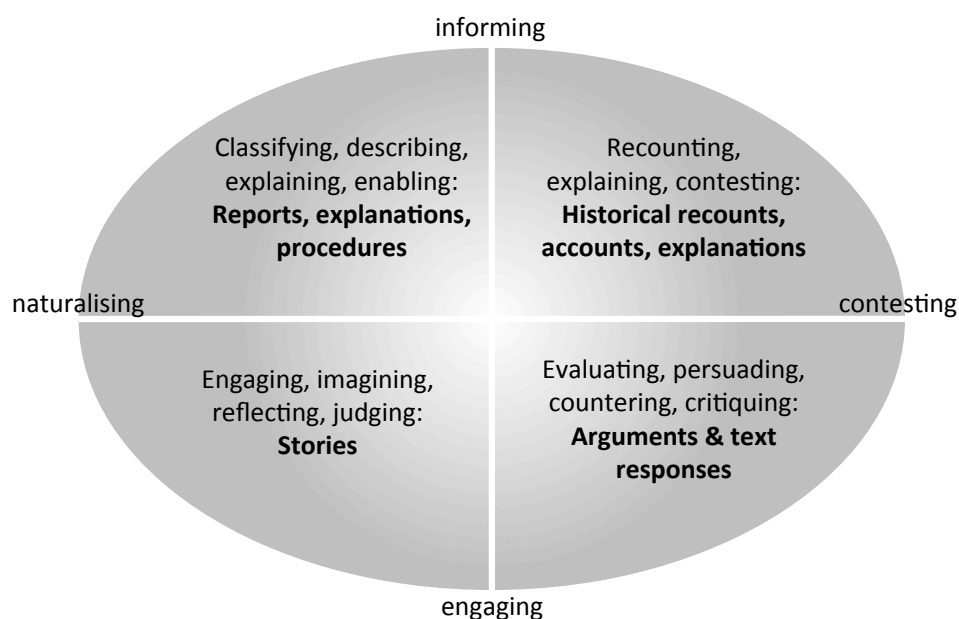 informing
Classifying, describing,
explaining, enabling:
Reports, explanations,
procedures
Recounting,
explaining, contesting:
Historical recounts,
accounts, explanations
naturalising
contesting
Engaging, imagining,
reflecting, judging:
Stories
Evaluating, persuading,
countering, critiquing:
Arguments & text
responses
engaging